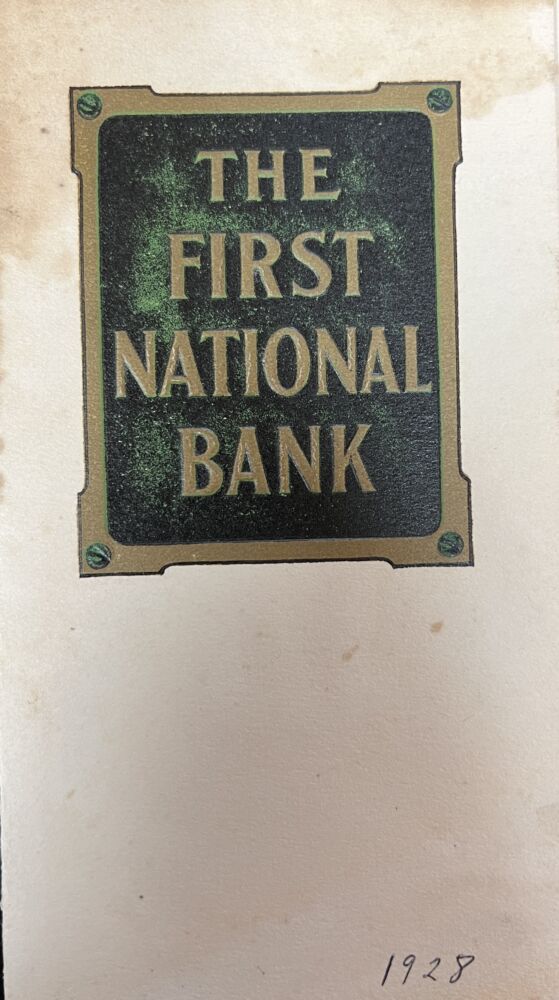 THE
FIRST
NATIONAL
BANK
1928